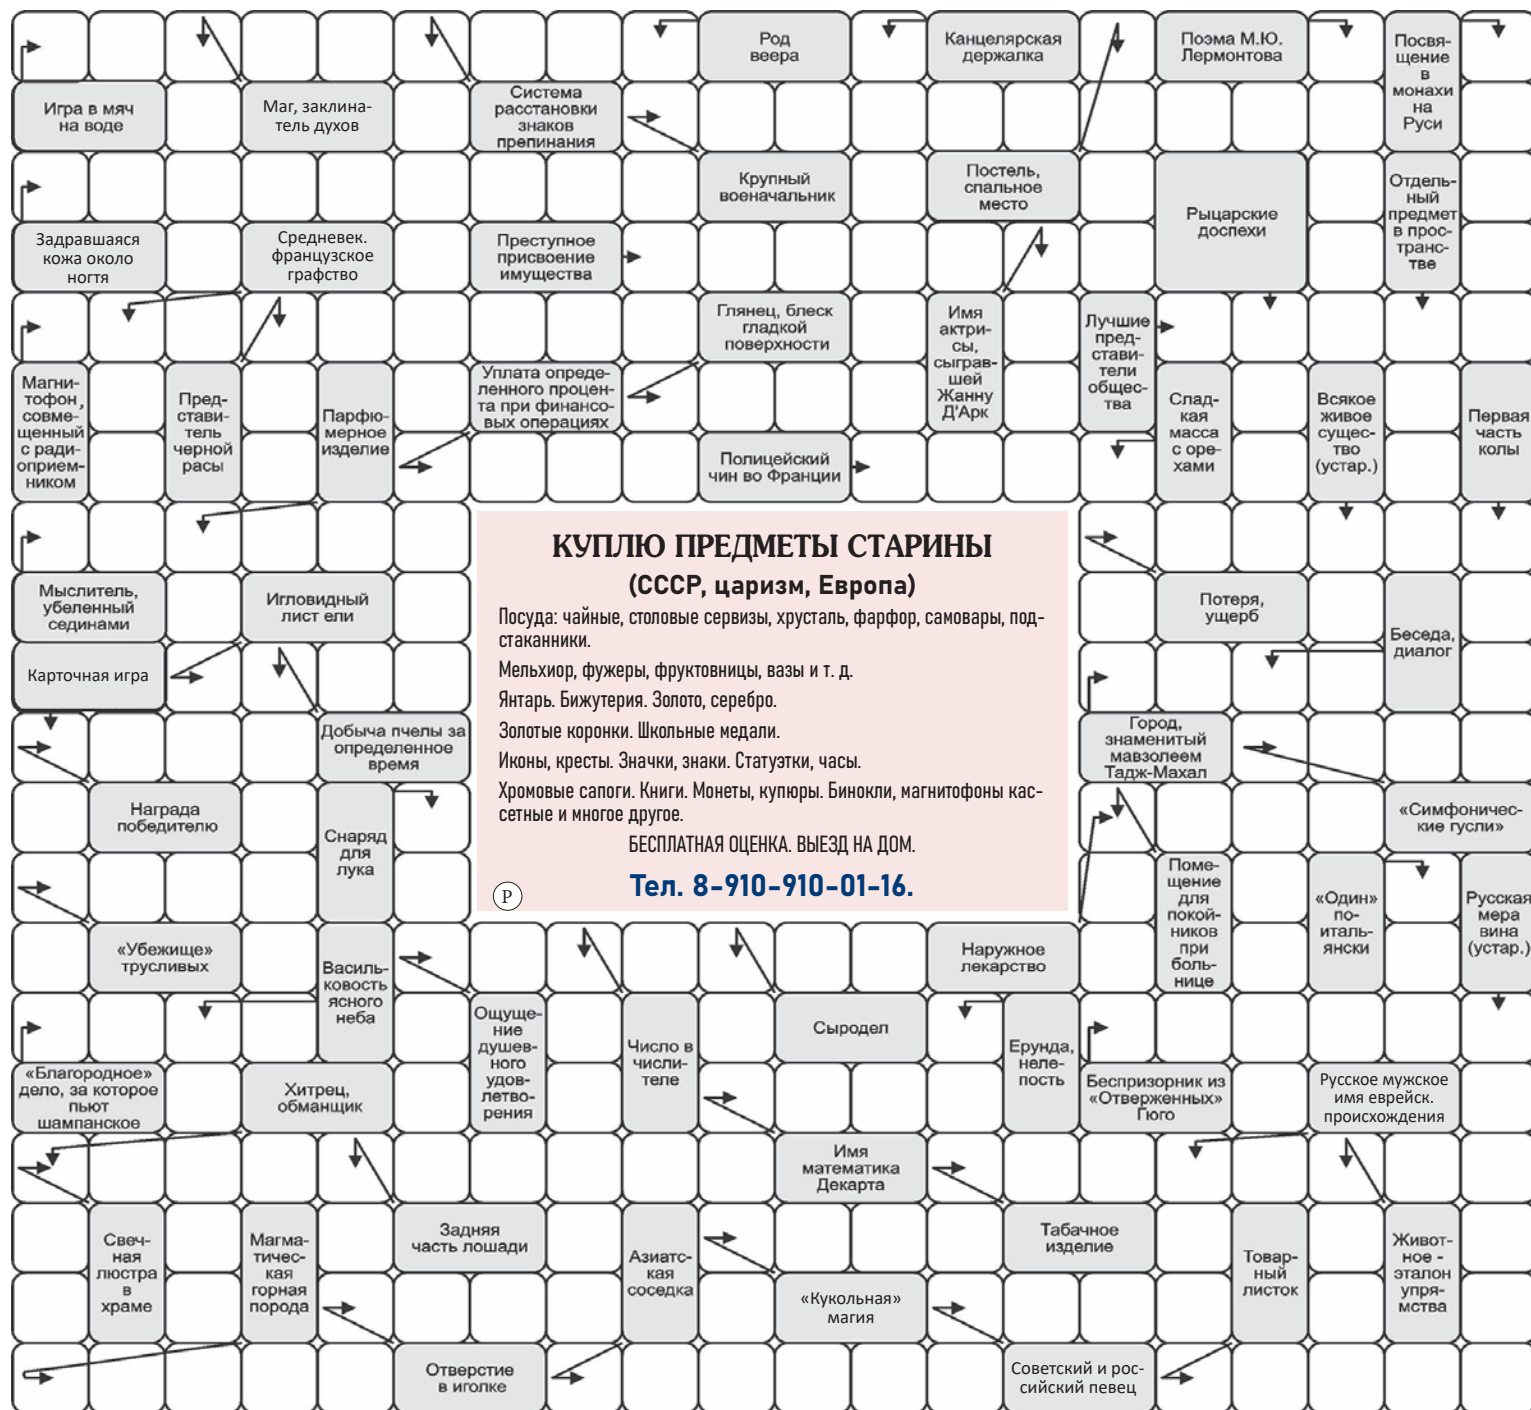 Род
веера
Канцелярская
держалка
Поэма М.Ю.
Лермонтова
Посвя-
щение
в
монахи
на
Руси
Игра в мяч
на воде
Маг, заклина-
тель духов
Система
расстановки
знаков
препинания
Крупный
военачальник
Постель,
спальное
место
Рыцарские
доспехи
Отдель-
ный
предмет
в прос-
транс-
тве
Задравшаяся
кожа около
ногтя
Средневек.
французское
графство
Преступное
присвоение
имущества
Глянец, блеск
гладкой
поверхности
Имя
актри-
сы,
сыграв-
шей
Жанну
Д'Арк
Лучшие
пред-
стави-
тели
общес-
тва
Магни-
тофон,
совме-
щенный
с ради-
оприем-
ником
Пред-
стави-
тель
черной
расы
Парфю-
мерное
изделие
Уплата опреде-
ленного процен-
та при финансо-
вых операциях
Слад-
кая
масса
с оре-
хами
Всякое
живое
сущес-
тво
(устар.)
Первая
часть
колы
Полицейский
чин во Франции
КУПЛЮ ПРЕДМЕТЫ СТАРИНЫ
(СССР, царизм, Европа)
Посуда: чайные, столовые сервизы, хрусталь, фарфор, самовары, под-
стаканники.
Мельхиор, фужеры, фруктовницы, вазы и т. д.
Янтарь. Бижутерия. Золото, серебро.
Золотые коронки. Школьные медали.
Иконы, кресты. Значки, знаки. Статуэтки, часы.
Хромовые сапоги. Книги. Монеты, купюры. Бинокли, магнитофоны кас-
сетные и многое другое.
БЕСПЛАТНАЯ ОЦЕНКА. ВЫЕЗД НА ДОМ.
Тел. 8-910-910-01-16.
Р
Мыслитель,
убеленный
сединами
Игловидный
лист ели
Потеря,
ущерб
Беседа,
диалог
Карточная игра
Добыча пчелы за
определенное
время
Город,
знаменитый
мавзолеем
Тадж-Махал
Награда
победителю
Снаряд
для
лука
«Симфоничес-
кие гусли»
Поме-
щение
для
покой-
ников
при
боль-
нице
«Один»
по-
италь-
янски
Русская
мера
вина
(устар.)
«Убежище»
трусливых
Василь-
ковость
ясного
неба
Наружное
лекарство
Ощуще-
ние
душев-
ного
удов-
летво-
рения
Число в
числи-
теле
Сыродел
Ерунда,
неле-
пость
«Благородное»
дело, за которое
пьют
шампанское
Хитрец,
обманщик
Беспризорник из
«Отверженных»
Гюго
Русское мужское
имя еврейск.
происхождения
Имя
математика
Декарта
Свеч-
ная
люстра
в
храме
Магма-
тичес-
кая
горная
порода
Задняя
часть лошади
Азиатс-
кая
соседка
Табачное
изделие
Товар-
ный
листок
Живот-
ное -
эталон
упря-
мства
«Кукольная»
магия
Отверстие
в иголке
Советский и рос-
сийский певец